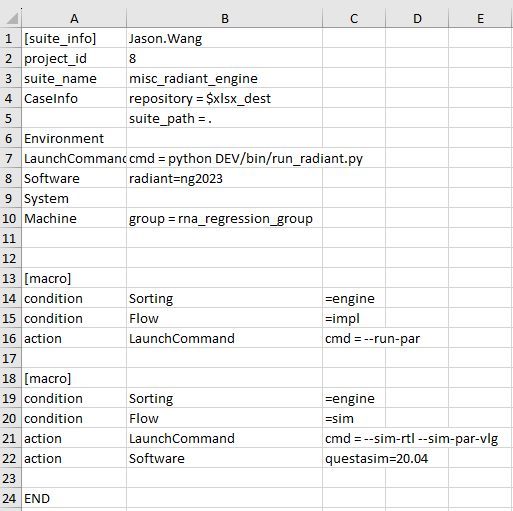 A B C D E
1 [suite_info] Jason.Wang
2 project_id 8
3 suite_name misc_radiant_engine
4 CaseInfo repository = $xlsx_dest
5 suite_path = .
6 Environment
7 LaunchCommand cmd = python DEV/bin/run_radiant.py
8 Software radiant=ng2023
9 System
10 Machine group = rna_regression_group
11
12
13 [macro]
14 condition Sorting =engine
15 condition Flow =impl
16 action LaunchCommand cmd = --run-par
17
18 [macro]
19 condition Sorting =engine
20 condition Flow =sim
21 action LaunchCommand cmd = --sim-rtl --sim-par-vlg
22 action Software questasim=20.04
23
24 END